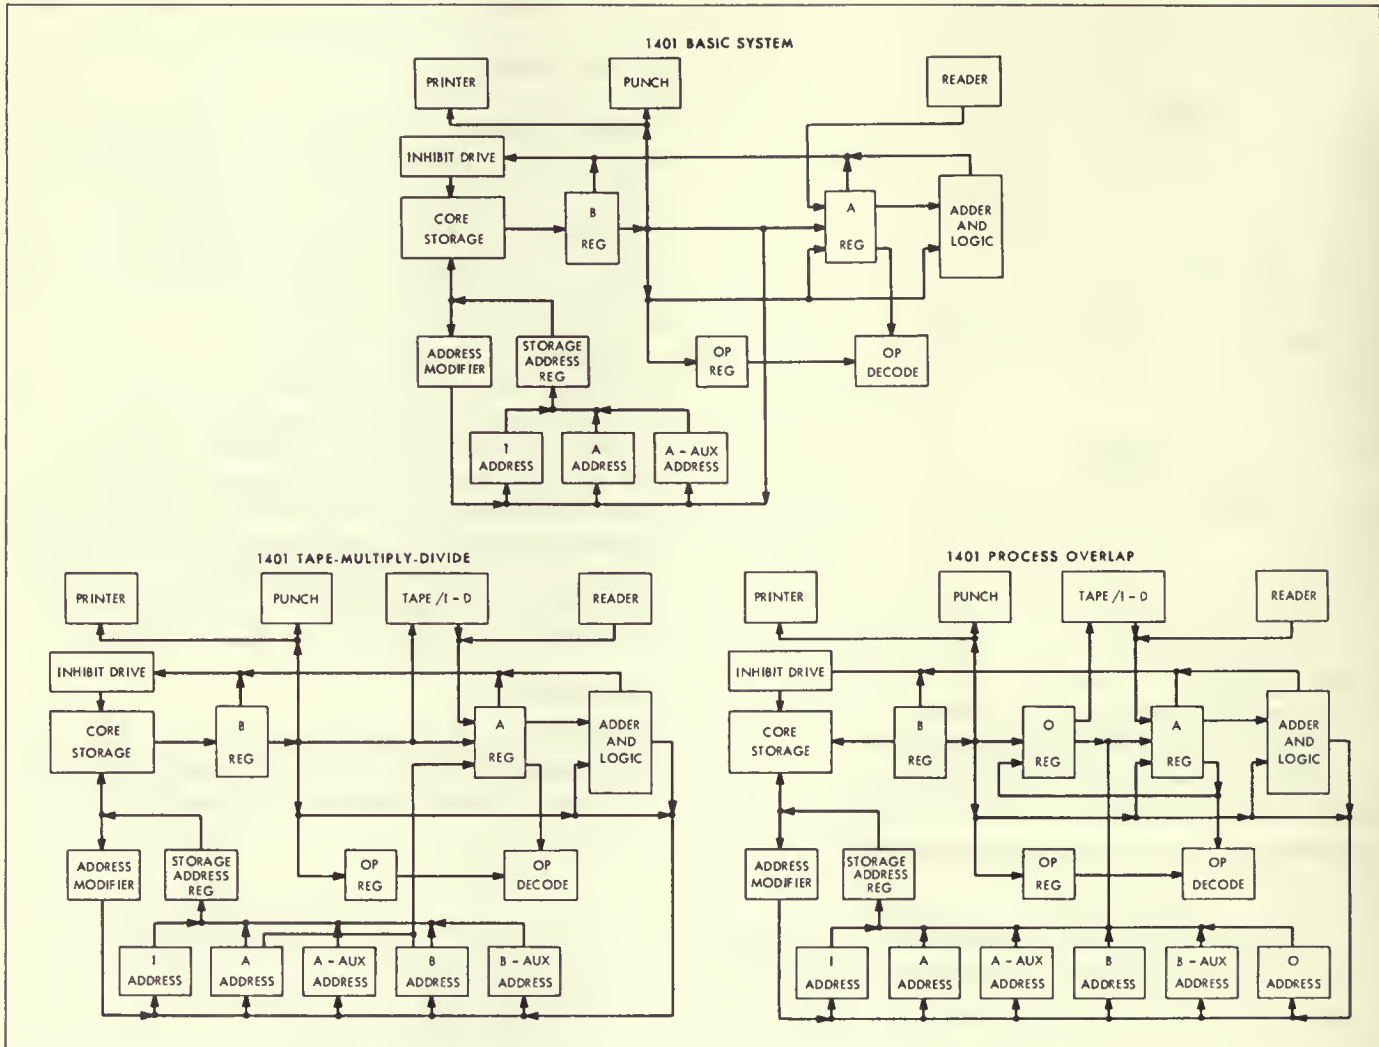 1401 BASIC SYSTEM
PRINTER
PUNCH
READER
INHIBIT DRIVE
CORE
STORAGE
B
REG
A
REG
ADDER
AND
LOGIC
ADDRESS
MODIFIER
STORAGE
ADDRESS
REG
OP
REG
OP
DECODE
I
ADDRESS
A
ADDRESS
A - AUX
ADDRESS
1401 TAPE-MULTIPLY-DIVIDE
PRINTER
PUNCH
TAPE /I - D
READER
INHIBIT DRIVE
CORE
STORAGE
B
REG
A
REG
ADDER
AND
LOGIC
ADDRESS
MODIFIER
STORAGE
ADDRESS
REG
OP
REG
OP
DECODE
I
ADDRESS
A
ADDRESS
A - AUX
ADDRESS
B
ADDRESS
B - AUX
ADDRESS
1401 PROCESS OVERLAP
PRINTER
PUNCH
TAPE /I - D
READER
INHIBIT DRIVE
CORE
STORAGE
B
REG
O
REG
A
REG
ADDER
AND
LOGIC
ADDRESS
MODIFIER
STORAGE
ADDRESS
REG
OP
REG
OP
DECODE
I
ADDRESS
A
ADDRESS
A - AUX
ADDRESS
B
ADDRESS
B - AUX
ADDRESS
O
ADDRESS